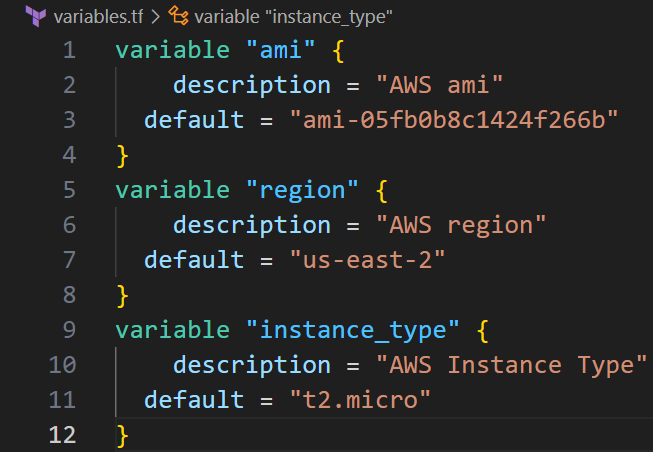 variables.tf > variable "instance_type"
1 variable "ami" {
2 description = "AWS ami"
3 default = "ami-05fb0b8c1424f266b"
4 }
5 variable "region" {
6 description = "AWS region"
7 default = "us-east-2"
8 }
9 variable "instance_type" {
10 description = "AWS Instance Type"
11 default = "t2.micro"
12 }